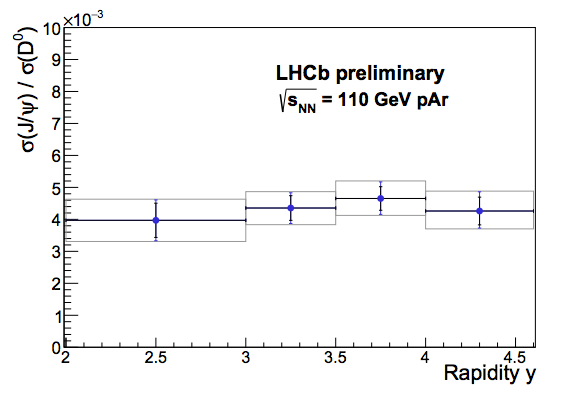 ×10⁻³
σ(J/ψ) / σ(D⁰)
10
9
8
7
6
5
4
3
2
1
0
LHCb preliminary
√sNN = 110 GeV pAr
2 2.5 3 3.5 4 4.5
Rapidity y